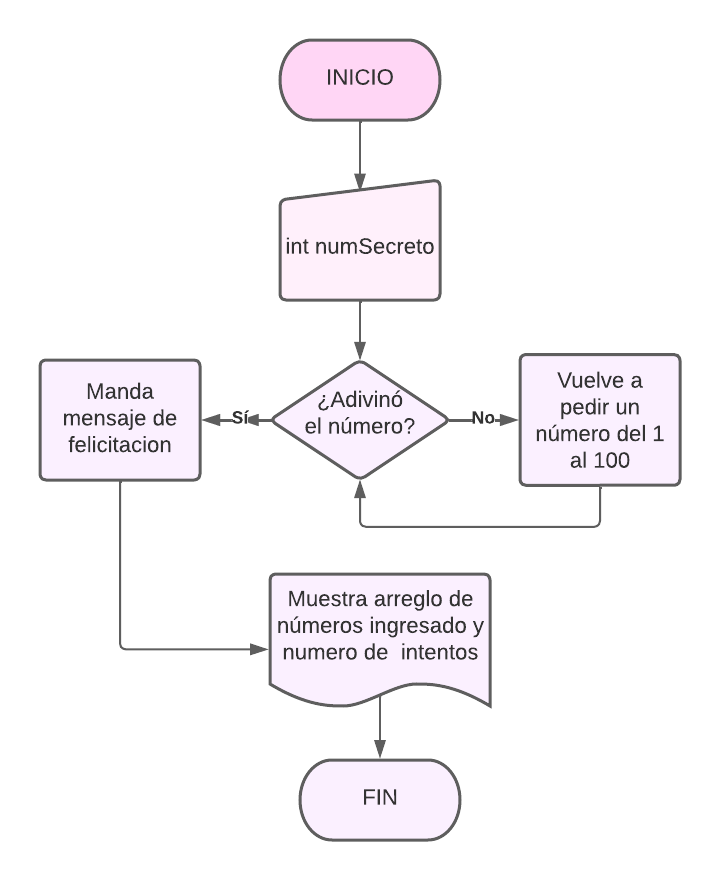 INICIO
int numSecreto
¿Adivinó
el número?
Sí
Manda
mensaje de
felicitacion
No
Vuelve a
pedir un
número del 1
al 100
Muestra arreglo de
números ingresado y
numero de  intentos
FIN